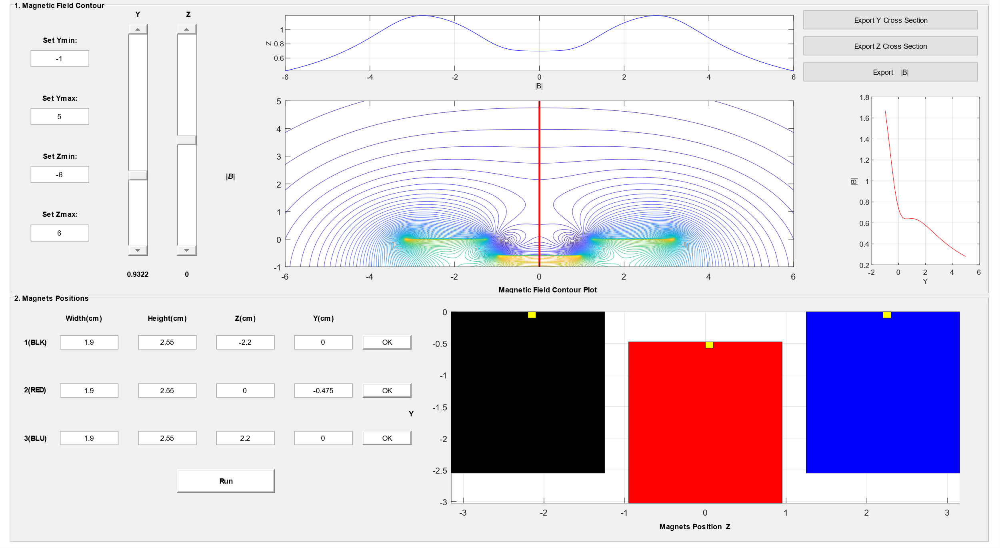 1. Magnetic Field Contour
Y Z
Set Ymin:
-1
Set Ymax:
5
Set Zmin:
-6
Set Zmax:
6
0.9322 0
|B|
Z
1
0.8
0.6
-6 -4 -2 0 2 4 6
|B|
5
4
3
2
1
0
-1
-6 -4 -2 0 2 4 6
Magnetic Field Contour Plot
Export Y Cross Section
Export Z Cross Section
Export |B|
|B|
1.8
1.6
1.4
1.2
1
0.8
0.6
0.4
0.2
-2 0 2 4 6
Y
2. Magnets Positions
Width(cm) Height(cm) Z(cm) Y(cm)
1(BLK) 1.9 2.55 -2.2 0 OK
2(RED) 1.9 2.55 0 -0.475 OK
3(BLU) 1.9 2.55 2.2 0 OK
Run
Y
0
-0.5
-1
-1.5
-2
-2.5
-3
-3 -2 -1 0 1 2 3
Magnets Position Z